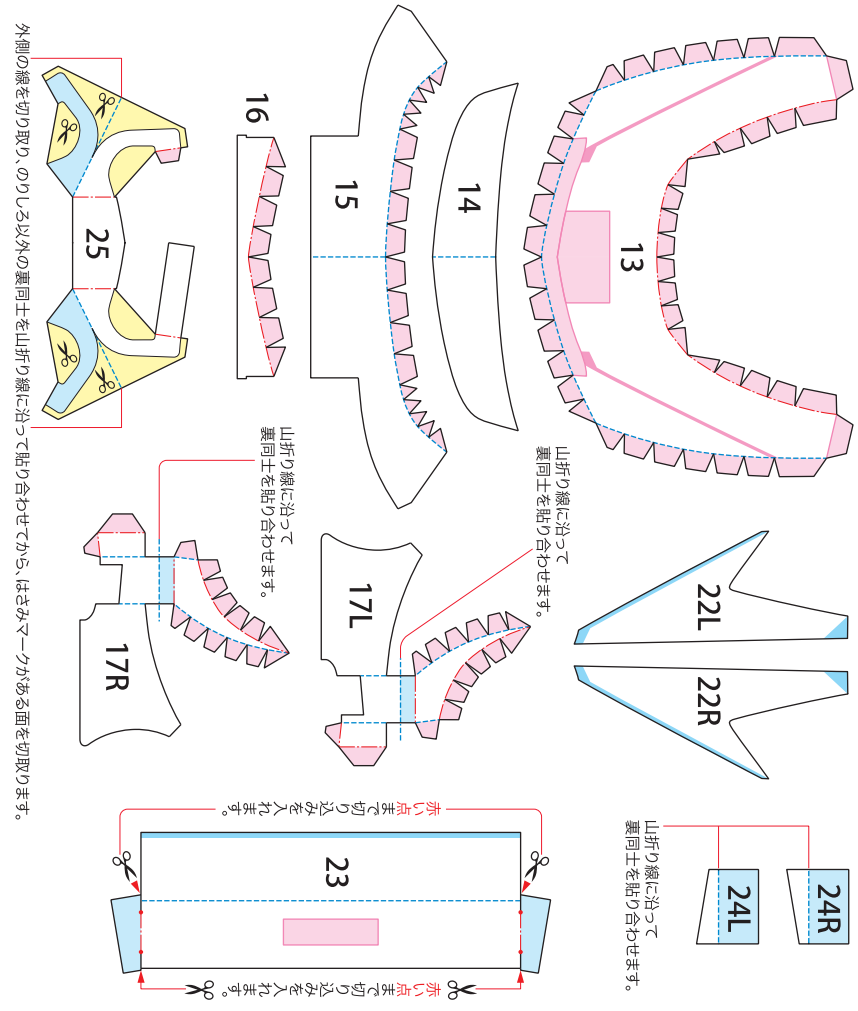 13
14
15
16
25
外側の線を切り取り、のりしろ以外の裏同士を山折り線に沿って貼り合わせてから、はさみマークがある面を切取ります。
山折り線に沿って
裏同士を貼り合わせます。
17R
山折り線に沿って
裏同士を貼り合わせます。
17L
22L
22R
山折り線に沿って
裏同士を貼り合わせます。
24R
24L
赤い点まで切り込みを入れます。
23
赤い点まで切り込みを入れます。